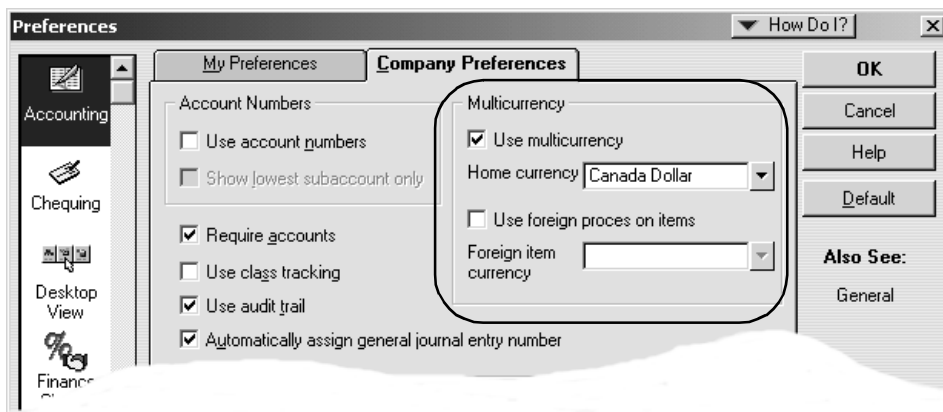 Preferences
How Do I?
My Preferences
Company Preferences
OK
Cancel
Help
Default
Also See:
General
Accounting
Chequing
Desktop
View
Finance
Account Numbers
Use account numbers
Show lowest subaccount only
Require accounts
Use class tracking
Use audit trail
Automatically assign general journal entry number
Multicurrency
Use multicurrency
Home currency Canada Dollar
Use foreign proces on items
Foreign item
currency